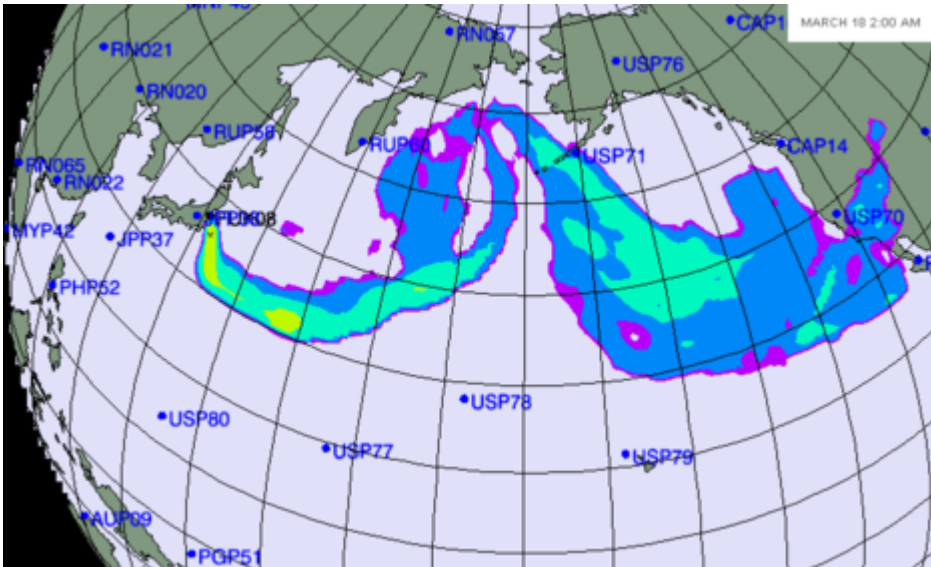 MARCH 18 2:00 AM
CAP1
RN057
RN021
USP76
RN020
RUP58
RUP60
CAP14
USP71
RN065
RN022
USP70
MYP42
JPP37
PHP52
USP78
USP80
USP77
USP79
AUP09
PGP51